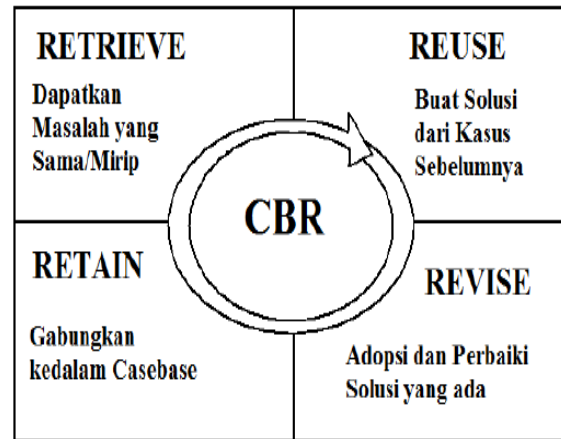 RETRIEVE
Dapatkan
Masalah yang
Sama/Mirip
REUSE
Buat Solusi
dari Kasus
Sebelumnya
CBR
RETAIN
Gabungkan
kedalam Casebase
REVISE
Adopsi dan Perbaiki
Solusi yang ada